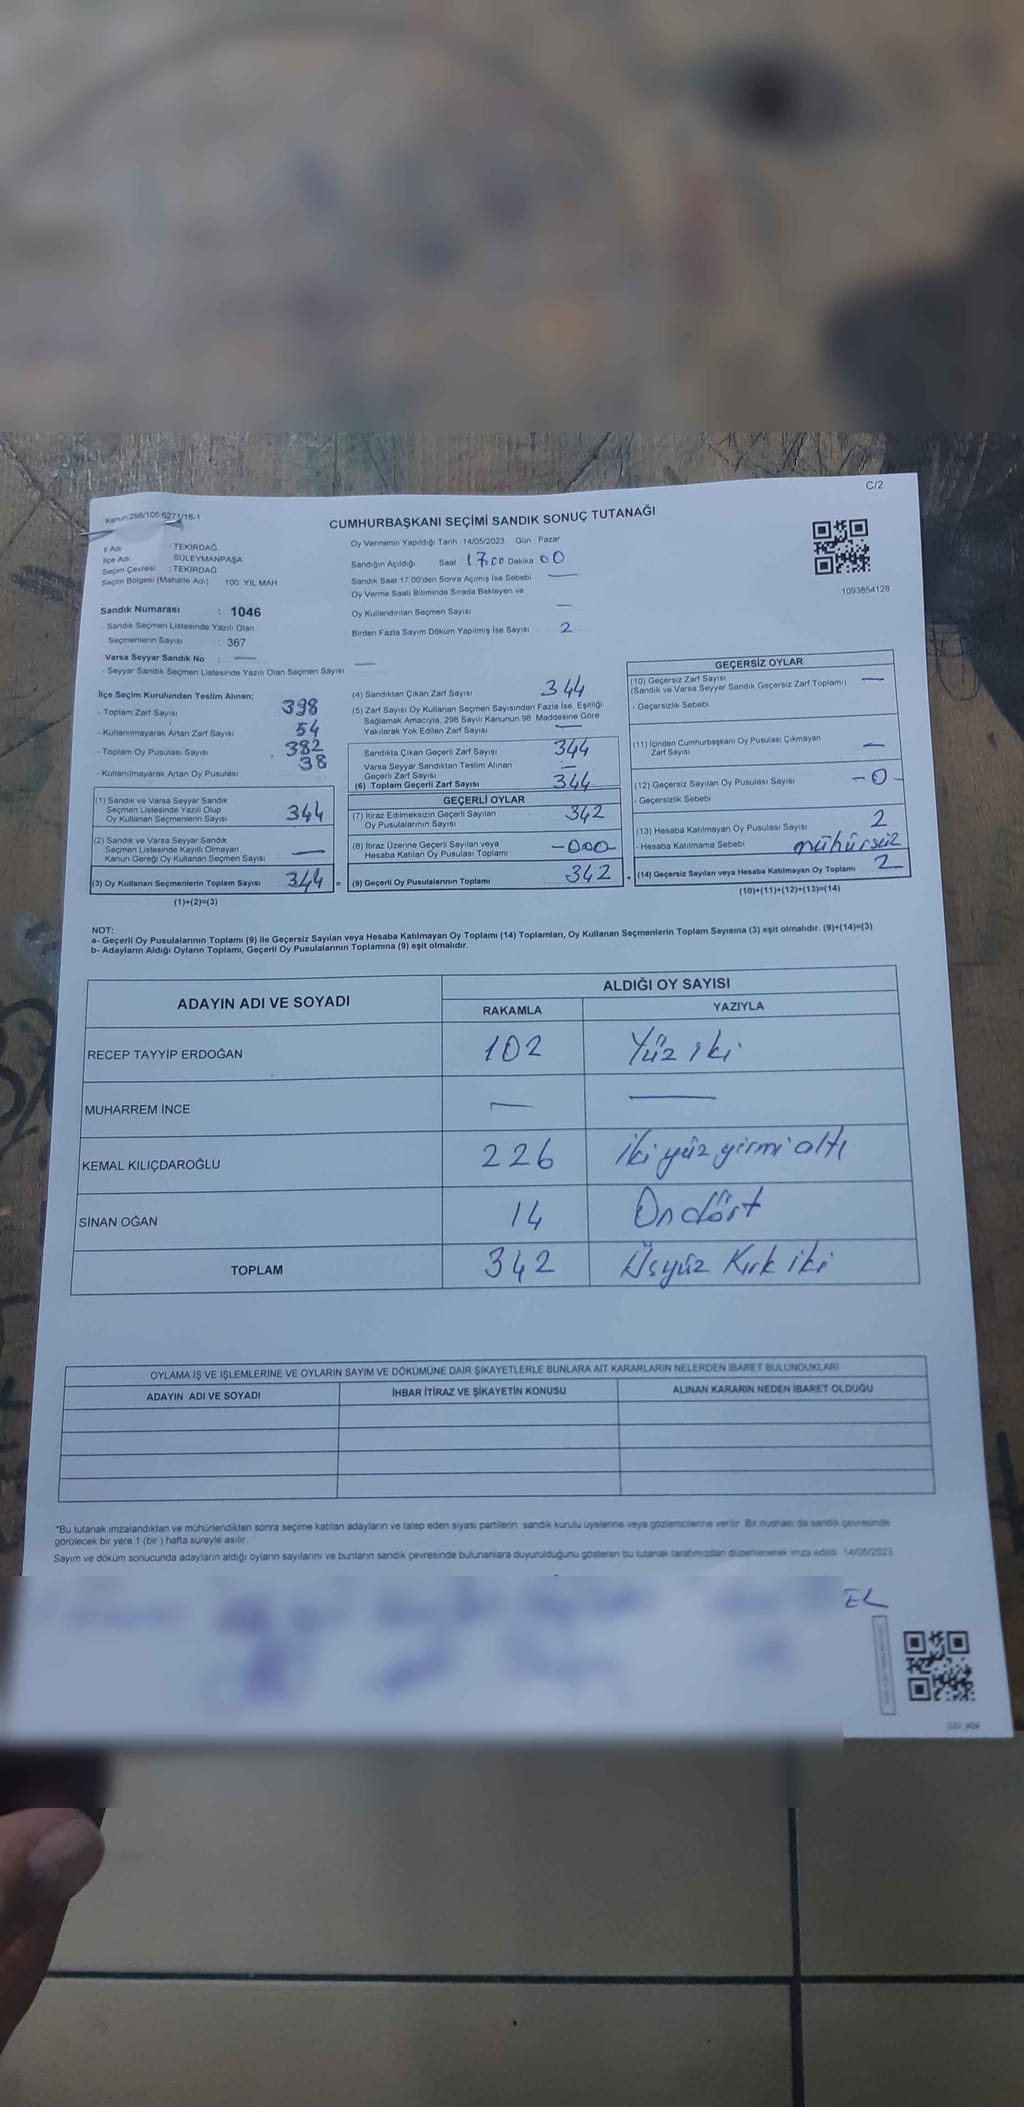 C/2
Kanun:298/105;6271/18-1
CUMHURBAŞKANI SEÇİMİ SANDIK SONUÇ TUTANAĞI
İl Adı TEKİRDAĞ
İlçe Adı SÜLEYMANPAŞA
Seçim Çevresi : TEKİRDAĞ
Seçim Bölgesi (Mahalle Adı) 100. YIL MAH
Oy Vermenin Yapıldığı Tarih 14/05/2023 Gün Pazar
Sandığın Açıldığı Saat 17.00 Dakika 00
Sandık Saat 17.00'den Sonra Açımış İse Sebebi —
Oy Verme Saati Bitiminde Sırada Bekleyen ve
Oy Kullandırılan Seçmen Sayısı —
Birden Fazla Sayım Döküm Yapılmış İse Sayısı 2
1093854128
Sandık Numarası : 1046
- Sandık Seçmen Listesinde Yazılı Olan
Seçmenlerin Sayısı : 367
Varsa Seyyar Sandık No : —
- Seyyar Sandık Seçmen Listesinde Yazılı Olan Seçmen Sayısı —
İlçe Seçim Kurulundan Teslim Alınan;
- Toplam Zarf Sayısı 398
- Kullanılmayarak Artan Zarf Sayısı 54
- Toplam Oy Pusulası Sayısı 382
- Kullanılmayarak Artan Oy Pusulası 38
(1) Sandık ve Varsa Seyyar Sandık
Seçmen Listesinde Yazılı Olup
Oy Kullanan Seçmenlerin Sayısı 344
(2) Sandık ve Varsa Seyyar Sandık
Seçmen Listesinde Kayıtlı Olmayan
Kanun Gereği Oy Kullanan Seçmen Sayısı —
(3) Oy Kullanan Seçmenlerin Toplam Sayısı 344 =
(1)+(2)=(3)
(4) Sandıktan Çıkan Zarf Sayısı 344
(5) Zarf Sayısı Oy Kullanan Seçmen Sayısından Fazla İse, Eşitliği
Sağlamak Amacıyla, 298 Sayılı Kanunun 98. Maddesine Göre
Yakılarak Yok Edilen Zarf Sayısı —
Sandıkta Çıkan Geçerli Zarf Sayısı 344
Varsa Seyyar Sandıktan Teslim Alınan
Geçerli Zarf Sayısı —
(6) Toplam Geçerli Zarf Sayısı 344
GEÇERLİ OYLAR
(7) İtiraz Edilmeksizin Geçerli Sayılan
Oy Pusulalarının Sayısı 342
(8) İtiraz Üzerine Geçerli Sayılan veya
Hesaba Katılan Oy Pusulası Toplamı -000-
(9) Geçerli Oy Pusulalarının Toplamı 342 +
GEÇERSİZ OYLAR
(10) Geçersiz Zarf Sayısı —
(Sandık ve Varsa Seyyar Sandık Geçersiz Zarf Toplamı)
- Geçersizlik Sebebi
(11) İçinden Cumhurbaşkanı Oy Pusulası Çıkmayan
Zarf Sayısı —
(12) Geçersiz Sayılan Oy Pusulası Sayısı -0-
- Geçersizlik Sebebi
(13) Hesaba Katılmayan Oy Pusulası Sayısı 2
- Hesaba Katılmama Sebebi mühürsüz
(14) Geçersiz Sayılan veya Hesaba Katılmayan Oy Toplamı 2
(10)+(11)+(12)+(13)=(14)
NOT:
a- Geçerli Oy Pusulalarının Toplamı (9) ile Geçersiz Sayılan veya Hesaba Katılmayan Oy Toplamı (14) Toplamları, Oy Kullanan Seçmenlerin Toplam Sayısına (3) eşit olmalıdır. (9)+(14)=(3)
b- Adayların Aldığı Oyların Toplamı, Geçerli Oy Pusulalarının Toplamına (9) eşit olmalıdır.
ADAYIN ADI VE SOYADI
ALDIĞI OY SAYISI
RAKAMLA YAZIYLA
RECEP TAYYİP ERDOĞAN 102 Yüz iki
MUHARREM İNCE — —
KEMAL KILIÇDAROĞLU 226 İki yüz yirmi altı
SİNAN OĞAN 14 On dört
TOPLAM 342 Üçyüz Kırk iki
OYLAMA İŞ VE İŞLEMLERİNE VE OYLARIN SAYIM VE DÖKÜMÜNE DAİR ŞİKAYETLERLE BUNLARA AİT KARARLARIN NELERDEN İBARET BULUNDUKLARI
ADAYIN ADI VE SOYADI İHBAR İTİRAZ VE ŞİKAYETİN KONUSU ALINAN KARARIN NEDEN İBARET OLDUĞU
*Bu tutanak imzalandıktan ve mühürlendikten sonra seçime katılan adayların ve talep eden siyasi partilerin sandık kurulu üyelerine veya gözlemcilerine verilir. Bir nüshası da sandık çevresinde
görülecek bir yere 1 (bir) hafta süreyle asılır.
Sayım ve döküm sonucunda adayların aldığı oyların sayılarını ve bunların sandık çevresinde bulunanlara duyurulduğunu gösteren bu tutanak tarafımızdan düzenlenerek imza edildi. 14/05/2023
EL